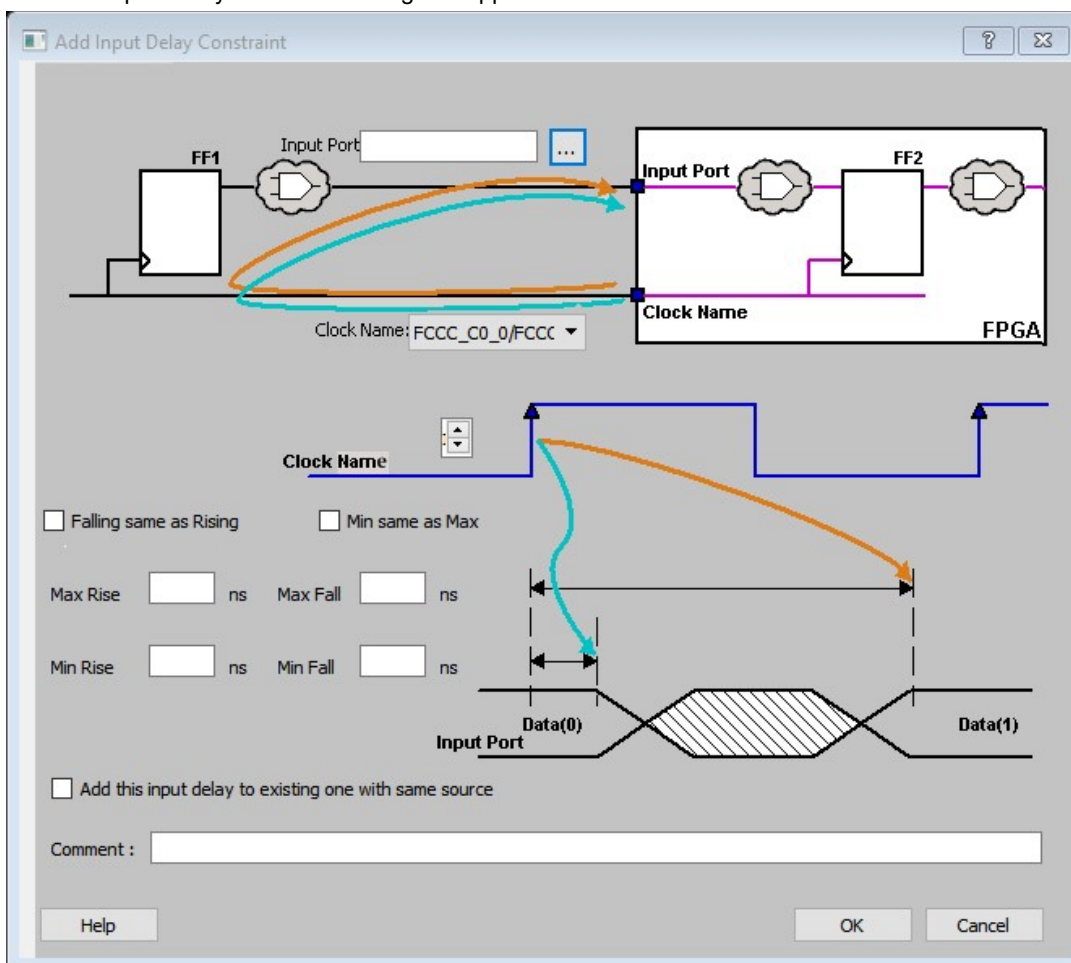 Add Input Delay Constraint
Input Port
...
FF1
Input Port
FF2
Clock Name
FPGA
Clock Name: FCCC_C0_0/FCCC
Clock Name
Falling same as Rising
Min same as Max
Max Rise ns Max Fall ns
Min Rise ns Min Fall ns
Data(0)
Data(1)
Input Port
Add this input delay to existing one with same source
Comment :
Help
OK
Cancel